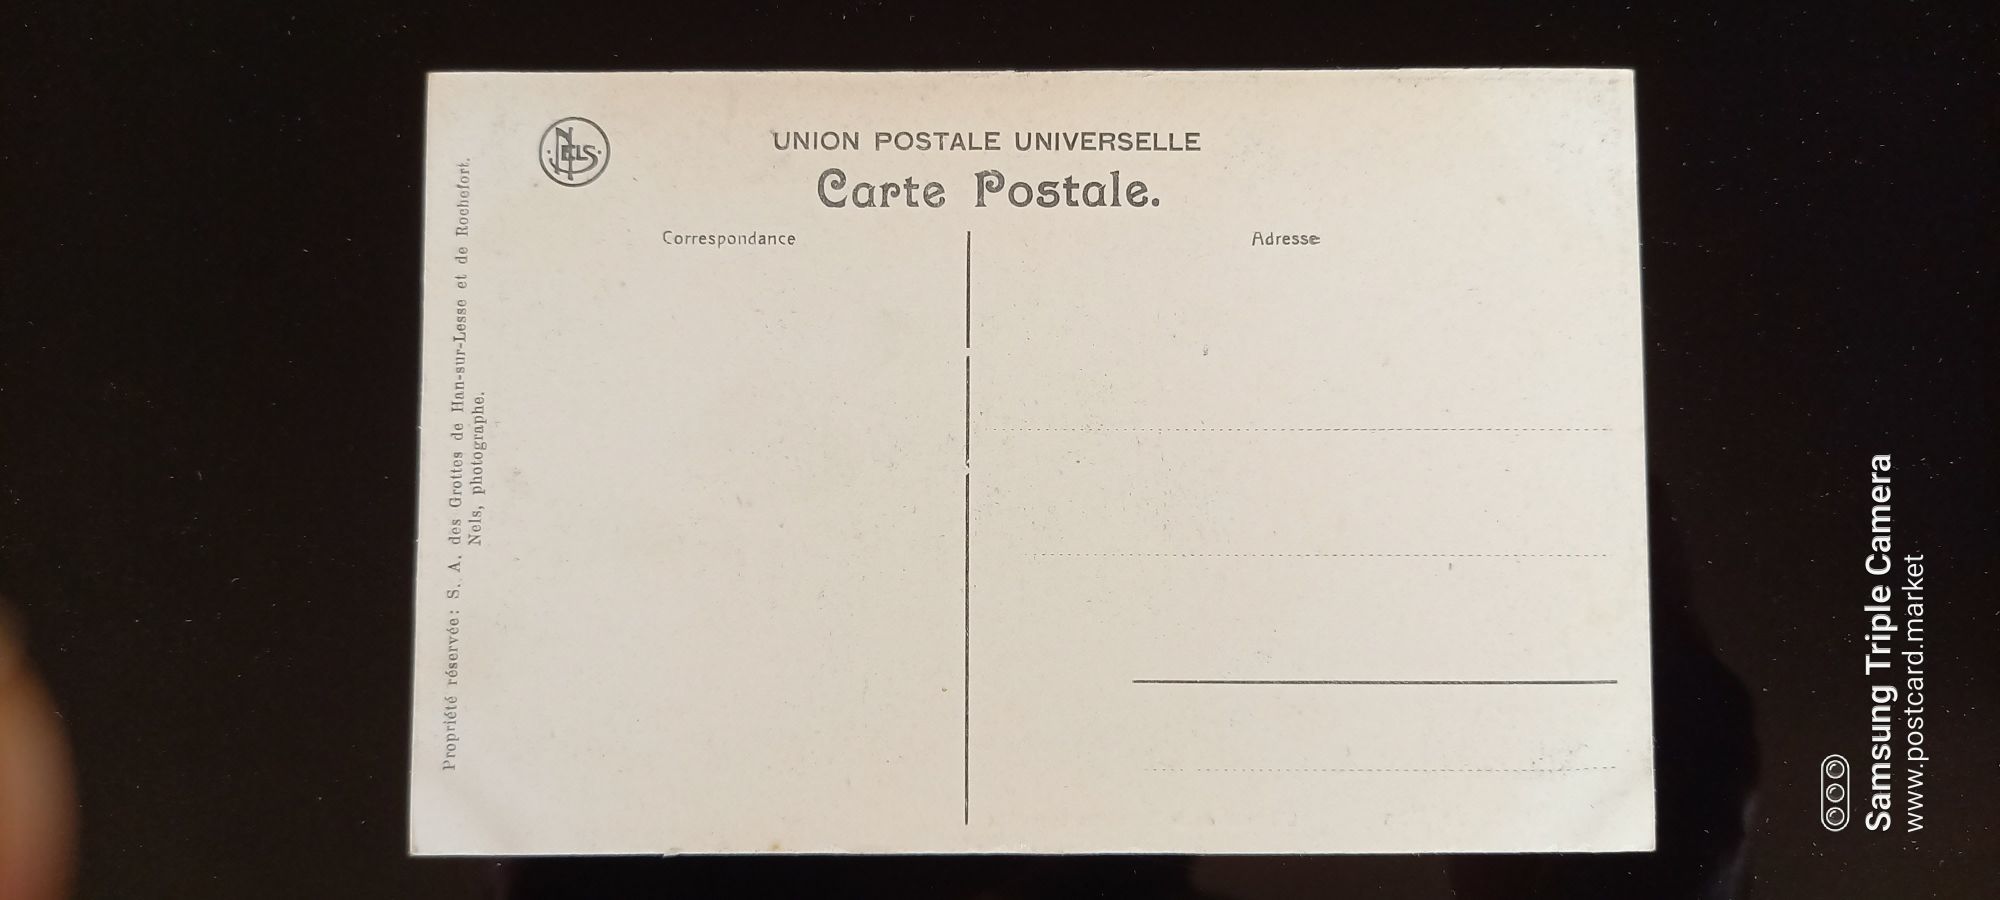 NELS
UNION POSTALE UNIVERSELLE
Carte Postale.
Correspondance
Adresse
Propriété réservée: S. A. des Grottes de Han-sur-Lesse et de Rochefort.
Nels, photographe.
Samsung Triple Camera
www.postcard.market